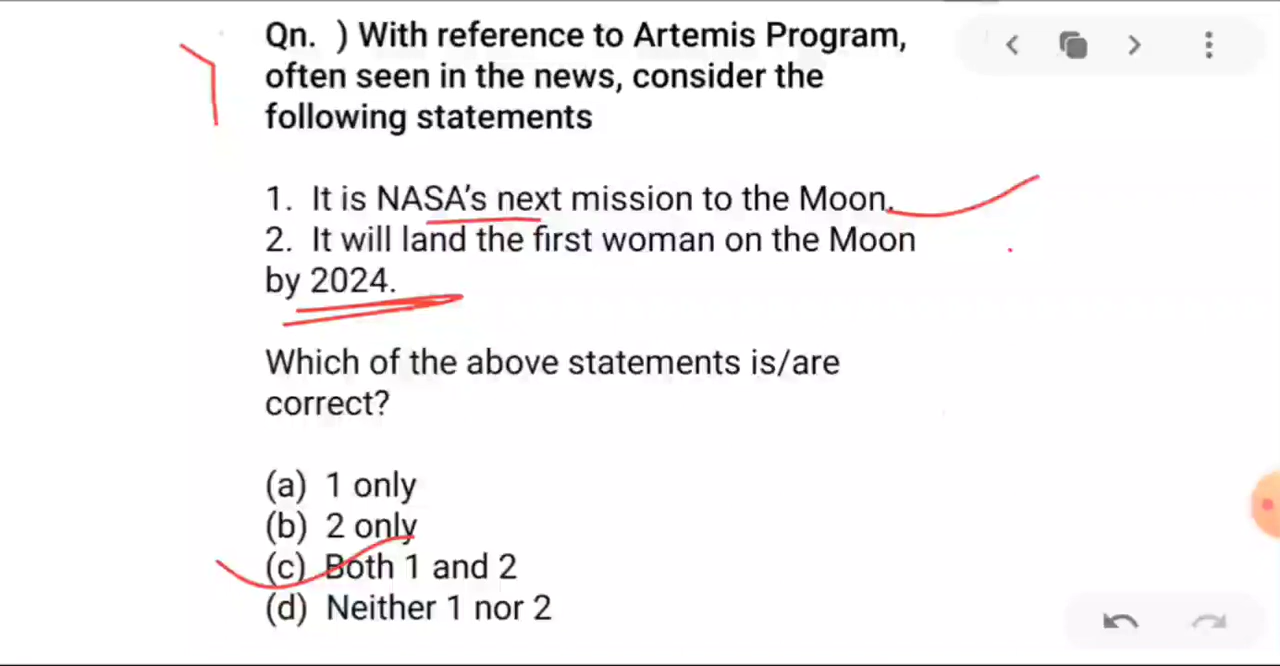 Qn. ) With reference to Artemis Program,
often seen in the news, consider the
following statements
1. It is NASA's next mission to the Moon.
2. It will land the first woman on the Moon
by 2024.
Which of the above statements is/are
correct?
(a) 1 only
(b) 2 only
(c) Both 1 and 2
(d) Neither 1 nor 2